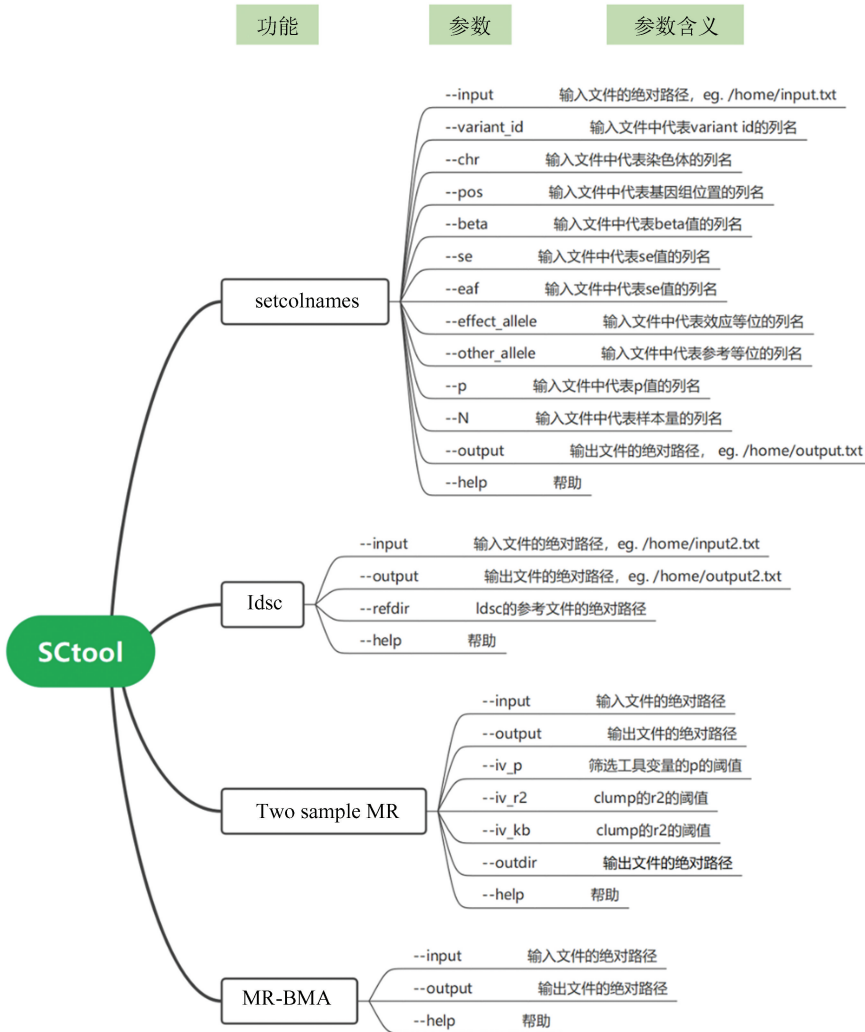 功能 参数 参数含义
--input 输入文件的绝对路径，eg. /home/input.txt
--variant_id 输入文件中代表variant id的列名
--chr 输入文件中代表染色体的列名
--pos 输入文件中代表基因组位置的列名
--beta 输入文件中代表beta值的列名
--se 输入文件中代表se值的列名
--eaf 输入文件中代表se值的列名
setcolnames
--effect_allele 输入文件中代表效应等位的列名
--other_allele 输入文件中代表参考等位的列名
--p 输入文件中代表p值的列名
--N 输入文件中代表样本量的列名
--output 输出文件的绝对路径， eg. /home/output.txt
--help 帮助
--input 输入文件的绝对路径，eg. /home/input2.txt
--output 输出文件的绝对路径，eg. /home/output2.txt
Idsc
--refdir ldsc的参考文件的绝对路径
--help 帮助
SCtool
--input 输入文件的绝对路径
--output 输出文件的绝对路径
--iv_p 筛选工具变量的p的阈值
--iv_r2 clump的r2的阈值
Two sample MR
--iv_kb clump的r2的阈值
--outdir 输出文件的绝对路径
--help 帮助
--input 输入文件的绝对路径
--output 输出文件的绝对路径
MR-BMA
--help 帮助